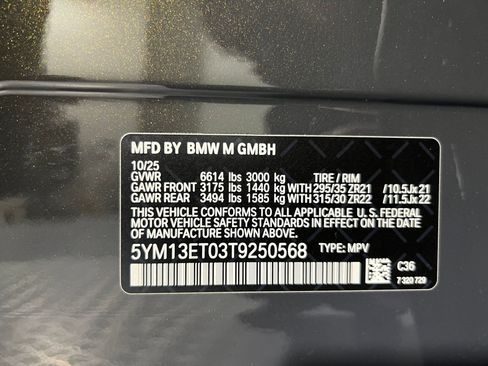 MFD BY BMW M GMBH
10/25
GVWR 6614 lbs 3000 kg TIRE / RIM
GAWR FRONT 3175 lbs 1440 kg WITH 295/35 ZR21 /10.5Jx21
GAWR REAR 3494 lbs 1585 kg WITH 315/30 ZR22 /11.5Jx 22
THIS VEHICLE CONFORMS TO ALL APPLICABLE U.S. FEDERAL
MOTOR VEHICLE SAFETY STANDARDS IN EFFECT ON THE
DATE OF MANUFACTURE SHOWN ABOVE.
5YM13ET03T9250568 TYPE: MPV
C36
7 320 729